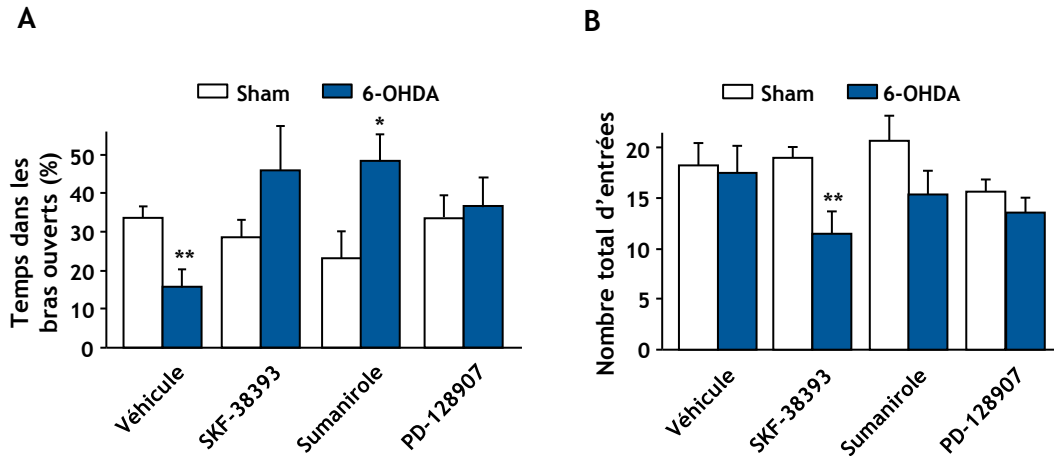 A
Sham 6-OHDA
Temps dans les
bras ouverts (%)
50
40
30
20
10
0
**
*
Véhicule
SKF-38393
Sumanirole
PD-128907
B
Sham 6-OHDA
Nombre total d'entrées
20
15
10
5
0
**
Véhicule
SKF-38393
Sumanirole
PD-128907